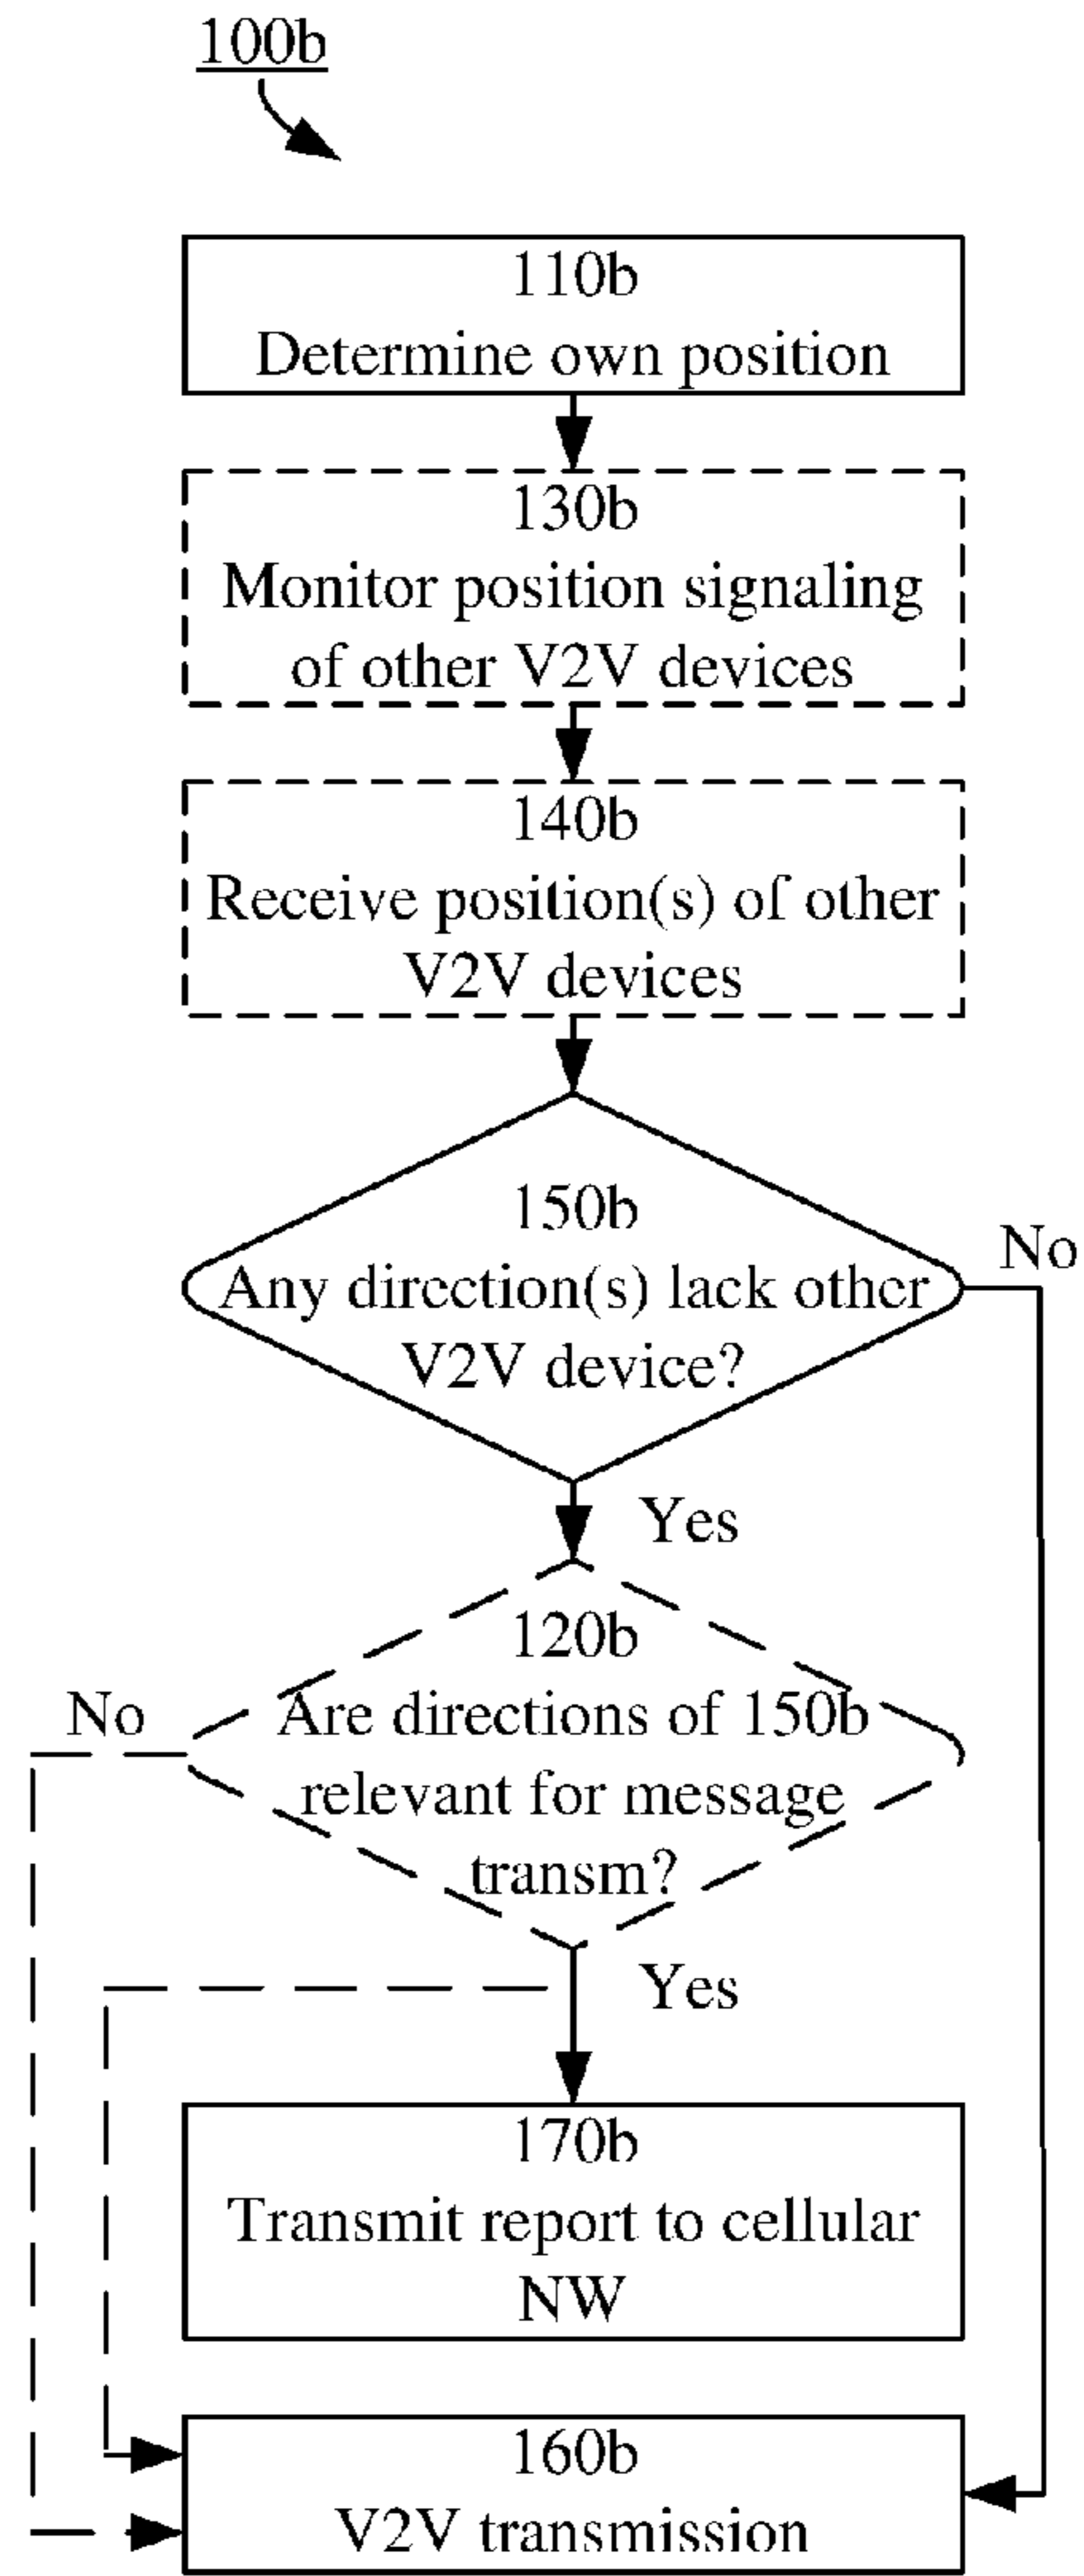 100b
110b
Determine own position
130b
Monitor position signaling
of other V2V devices
140b
Receive position(s) of other
V2V devices
150b
Any direction(s) lack other
V2V device?
No
Yes
120b
Are directions of 150b
relevant for message
transm?
No
Yes
170b
Transmit report to cellular
NW
160b
V2V transmission